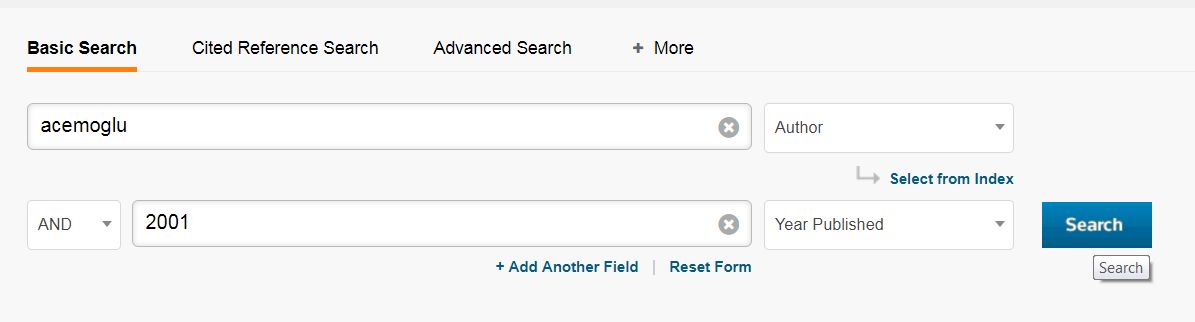 Basic Search Cited Reference Search Advanced Search + More
acemoglu Author
Select from Index
AND 2001 Year Published Search
+ Add Another Field | Reset Form
Search